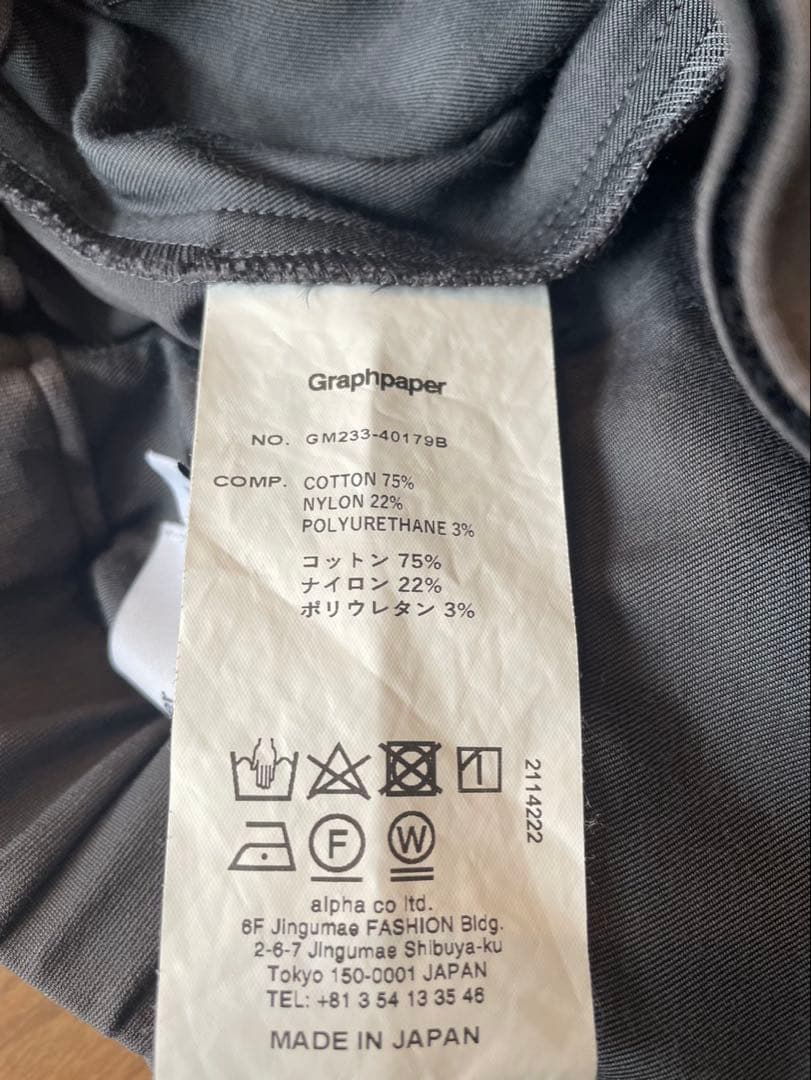 Graphpaper
NO. GM233-40179B
COMP. COTTON 75%
NYLON 22%
POLYURETHANE 3%
コットン 75%
ナイロン 22%
ポリウレタン 3%
2114222
F W
alpha co ltd.
6F Jingumae FASHION Bldg.
2-6-7 Jingumae Shibuya-ku
Tokyo 150-0001 JAPAN
TEL: +81 3 54 13 35 46
MADE IN JAPAN